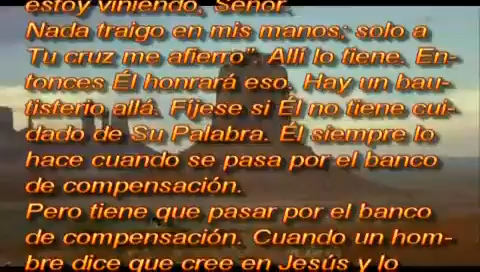 estoy viniendo, Señor.
Nada traigo en mis manos; solo a
Tu cruz me afierro”. Allí lo tiene. En-
tonces Él honrará eso. Hay un bau-
tisterio allá. Fíjese si Él no tiene cui-
dado de Su Palabra. Él siempre lo
hace cuando se pasa por el banco
de compensación.
Pero tiene que pasar por el banco
de compensación. Cuando un hom-
bre dice que cree en Jesús y lo